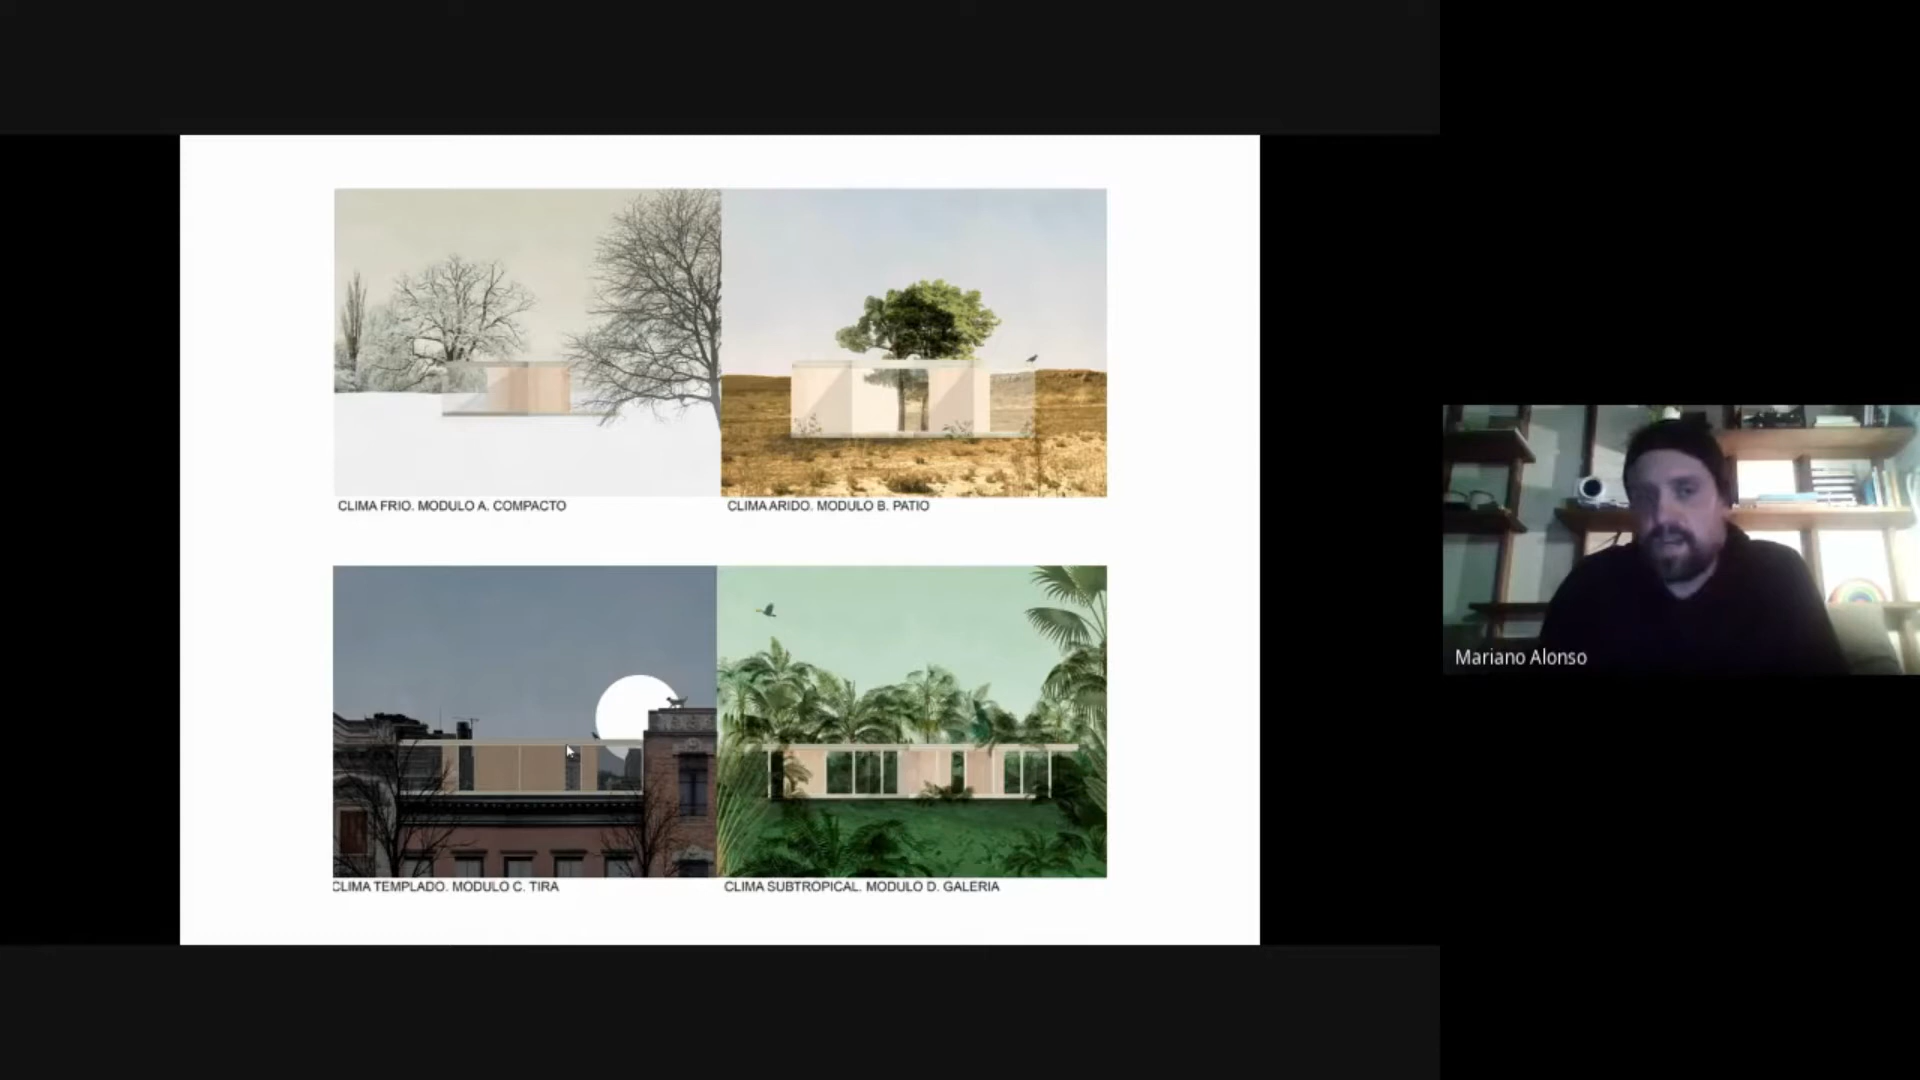 CLIMA FRIO. MODULO A. COMPACTO
CLIMA ARIDO. MODULO B. PATIO
Mariano Alonso
CLIMA TEMPLADO. MODULO C. TIRA
CLIMA SUBTROPICAL. MODULO D. GALERIA